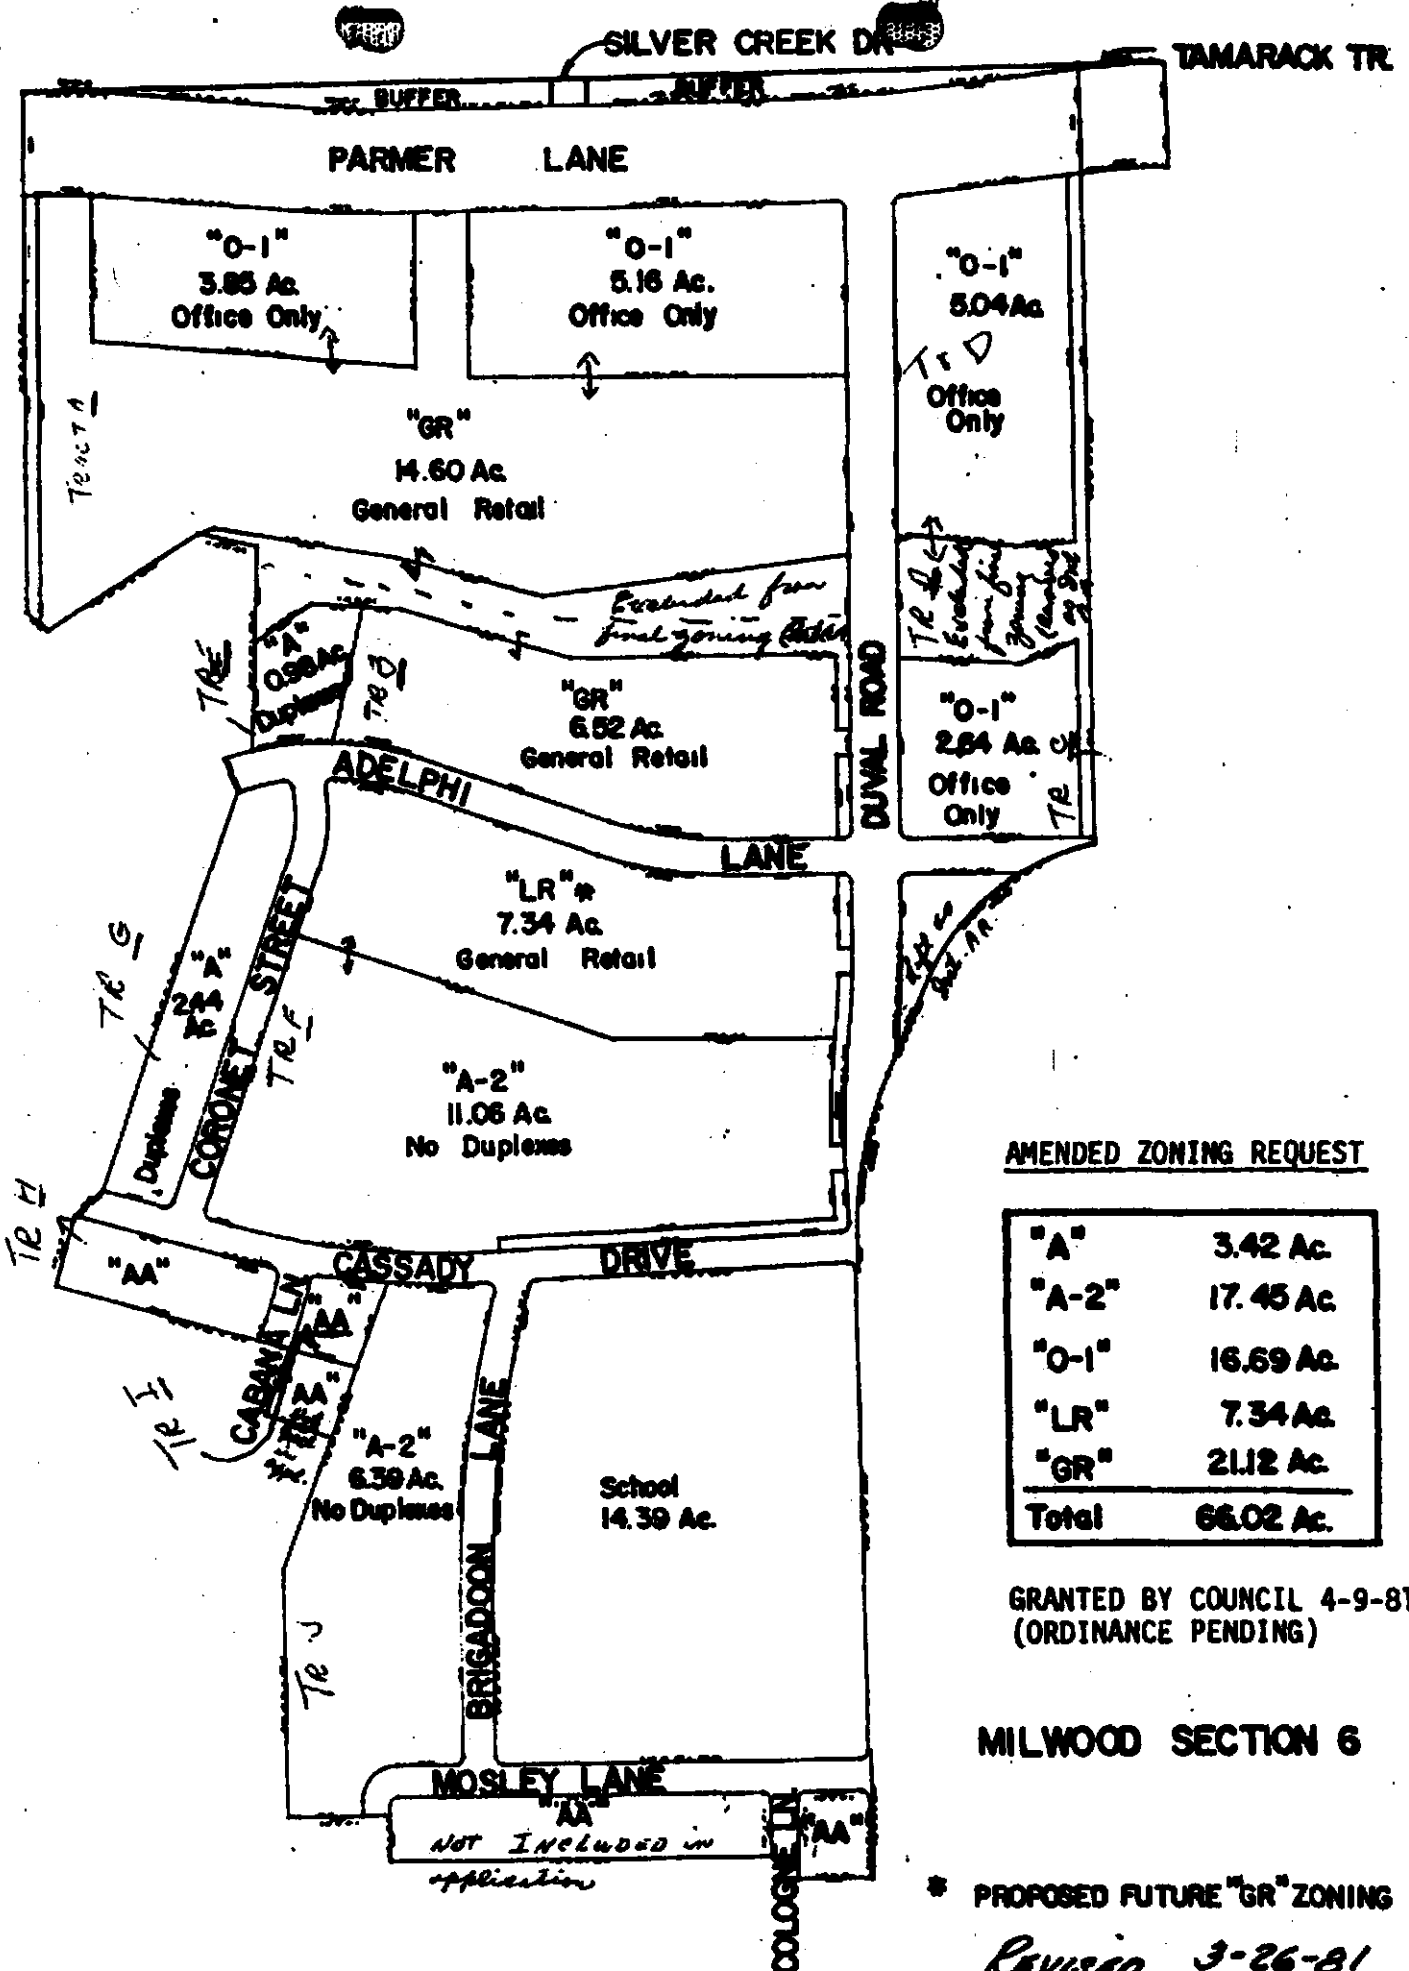 SILVER CREEK DR
TAMARACK TR.
BUFFER
BUFFER
PARMER LANE
"O-1"
3.85 Ac.
Office Only
"O-1"
5.16 Ac.
Office Only
"O-1"
5.04 Ac.
Tr D
Office
Only
Tract A
"GR"
14.60 Ac.
General Retail
Excluded from
final zoning
TR D
Excluded
from fin
zoning
TR E
"A"
0.98 Ac.
Duplexes
TR B
"GR"
6.52 Ac.
General Retail
DUVAL ROAD
"O-1"
2.64 Ac.
Office
Only
TR C
ADELPHI LANE
"LR" *
7.34 Ac.
General Retail
TR G
"A"
2.44
Ac.
Duplexes
CORONET STREET
TR F
"A-2"
11.06 Ac.
No Duplexes
TR H
"AA"
CASSADY DRIVE
CABANA LN
"AA"
"AA"
TR I
"A-2"
6.39 Ac.
No Duplexes
BRIGADOON LANE
School
14.39 Ac.
TR J
MOSLEY LANE
"AA"
NOT INCLUDED in
application
COLOGNE LN
"AA"
AMENDED ZONING REQUEST
"A" 3.42 Ac.
"A-2" 17.45 Ac.
"O-1" 16.69 Ac.
"LR" 7.34 Ac.
"GR" 21.12 Ac.
Total 66.02 Ac.
GRANTED BY COUNCIL 4-9-81
(ORDINANCE PENDING)
MILWOOD SECTION 6
* PROPOSED FUTURE "GR" ZONING
Revised 3-26-81